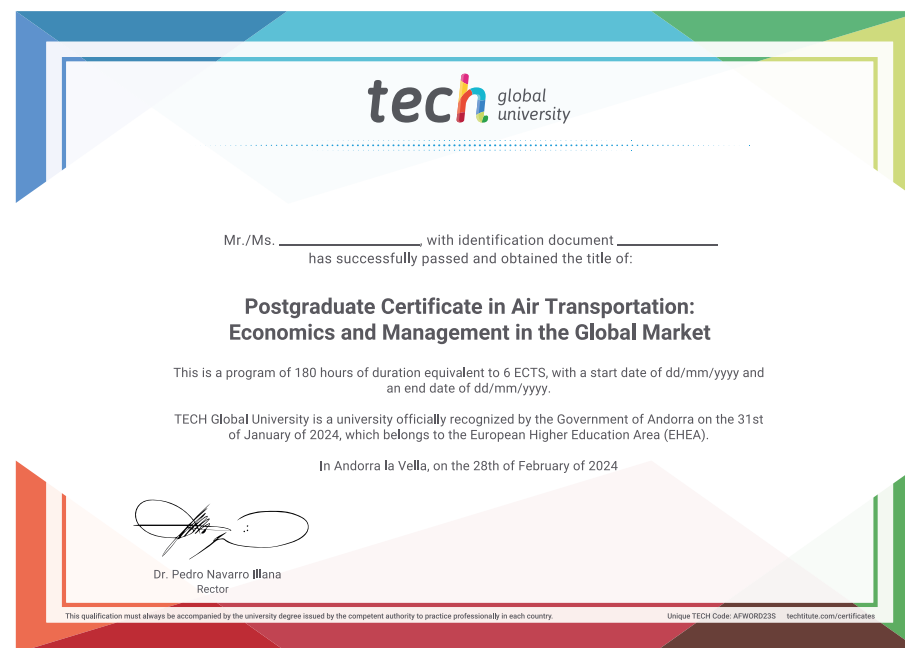 tech global university
Mr./Ms. ____________, with identification document ____________
has successfully passed and obtained the title of:
Postgraduate Certificate in Air Transportation:
Economics and Management in the Global Market
This is a program of 180 hours of duration equivalent to 6 ECTS, with a start date of dd/mm/yyyy and
an end date of dd/mm/yyyy.
TECH Global University is a university officially recognized by the Government of Andorra on the 31st
of January of 2024, which belongs to the European Higher Education Area (EHEA).
In Andorra la Vella, on the 28th of February of 2024
Dr. Pedro Navarro Illana
Rector
This qualification must always be accompanied by the university degree issued by the competent authority to practice professionally in each country.
Unique TECH Code: AFWORD23S techtitute.com/certificates